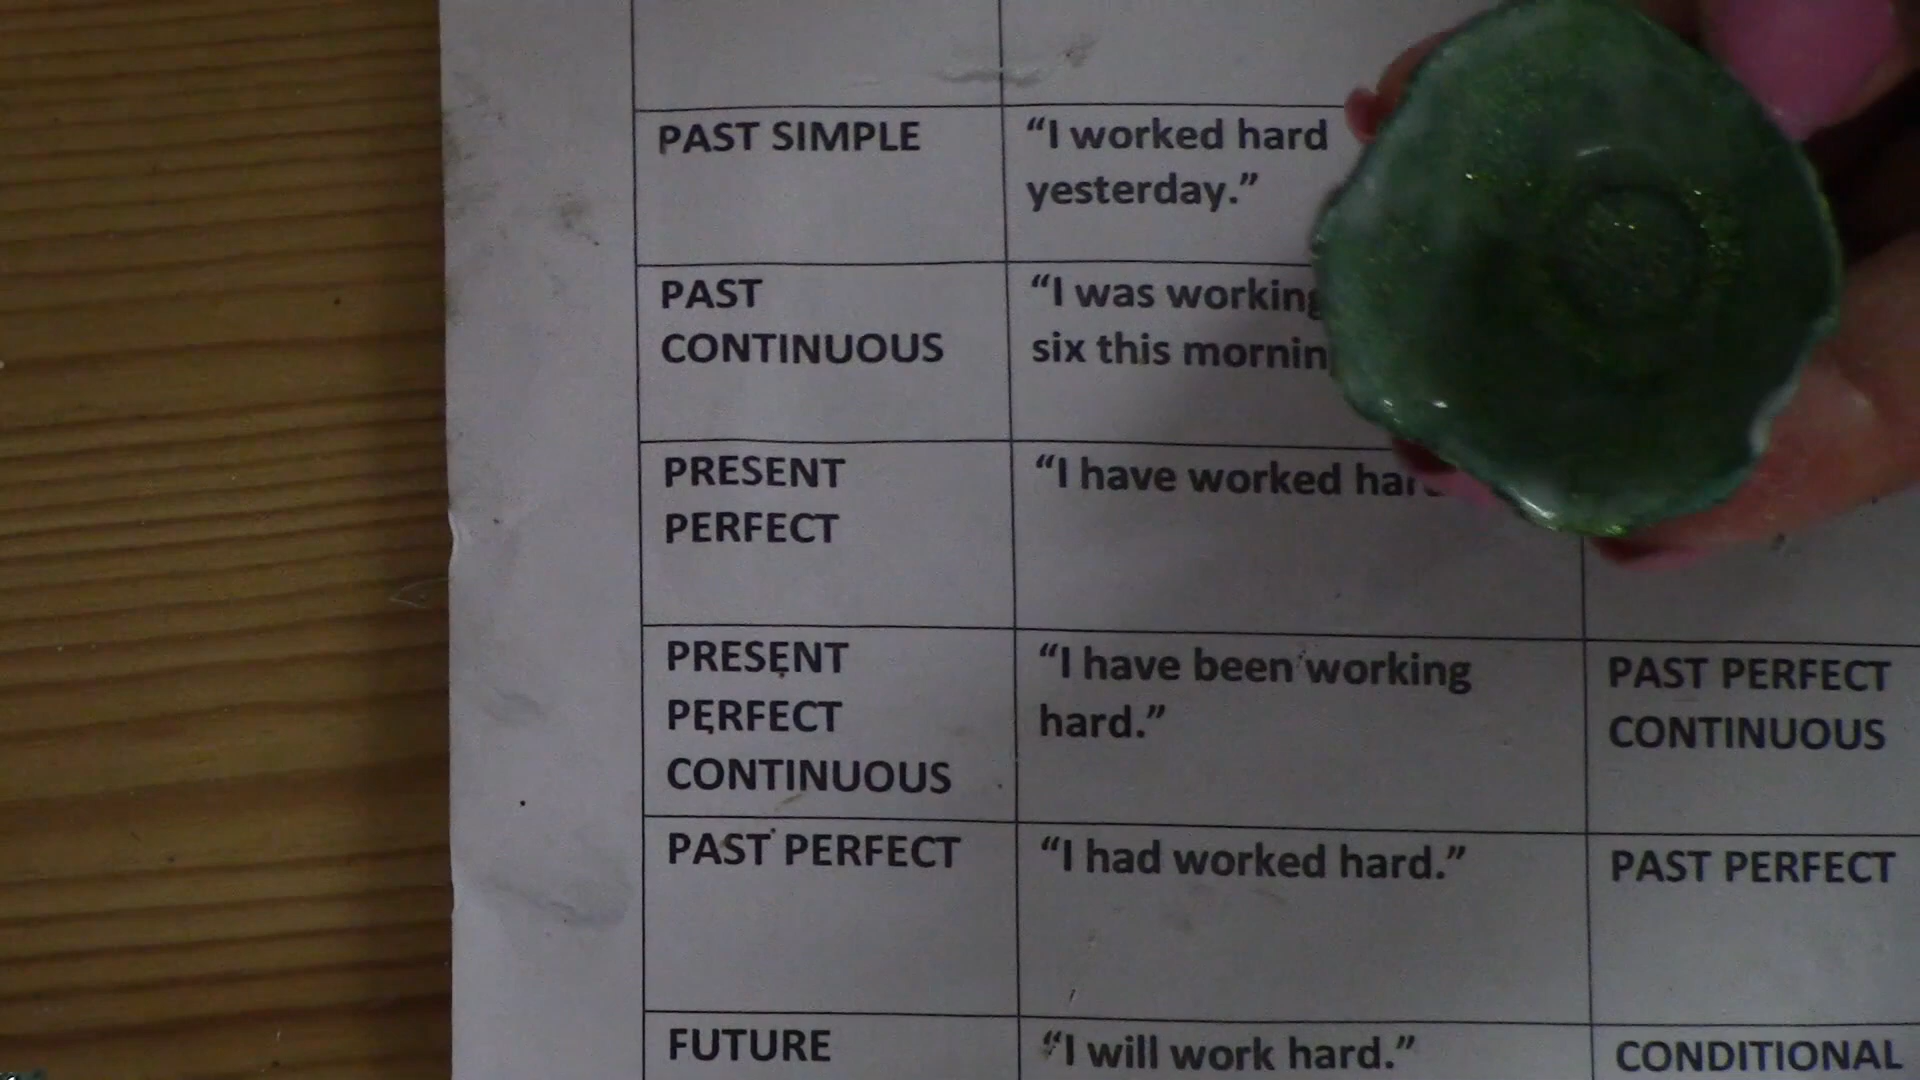 PAST SIMPLE
“I worked hard
yesterday.”
PAST
CONTINUOUS
“I was working
six this
PRESENT
PERFECT
“I have worked
PRESENT
PERFECT
CONTINUOUS
“I have been working
hard.”
PAST PERFECT
CONTINUOUS
PAST PERFECT
“I had worked hard.”
PAST PERFECT
FUTURE
“I will work hard.”
CONDITIONAL